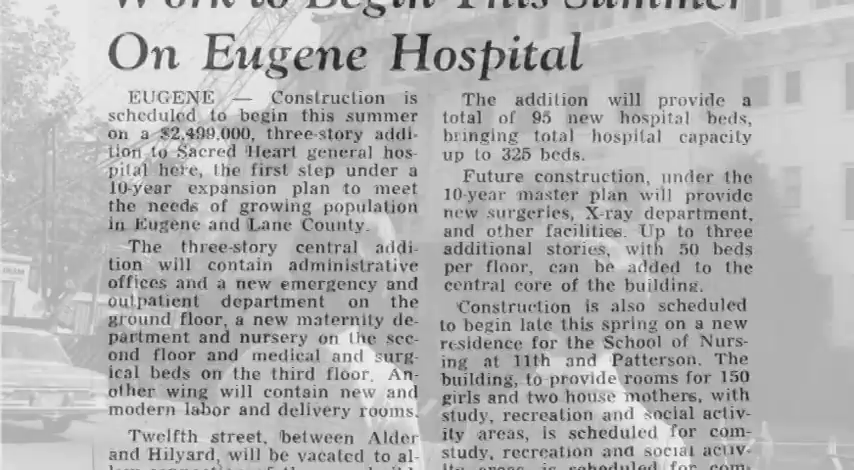 Work to Begin This Summer
On Eugene Hospital
EUGENE — Construction is
scheduled to begin this summer
on a $2,499,000, three-story addi-
tion to Sacred Heart general hos-
pital here, the first step under a
10-year expansion plan to meet
the needs of growing population
in Eugene and Lane County.
The three-story central addi-
tion will contain administrative
offices and a new emergency and
outpatient department on the
ground floor, a new maternity de-
partment and nursery on the sec-
ond floor and medical and surg-
ical beds on the third floor. An-
other wing will contain new and
modern labor and delivery rooms.
Twelfth street, between Alder
and Hilyard, will be vacated to al-
The addition will provide a
total of 95 new hospital beds,
bringing total hospital capacity
up to 325 beds.
Future construction, under the
10-year master plan will provide
new surgeries, X-ray department,
and other facilities. Up to three
additional stories, with 50 beds
per floor, can be added to the
central core of the building.
Construction is also scheduled
to begin late this spring on a new
residence for the School of Nurs-
ing at 11th and Patterson. The
building, to provide rooms for 150
girls and two house mothers, with
study, recreation and social activ-
ity areas, is scheduled for com-
study, recreation and social activ-
ity areas, is scheduled for com-